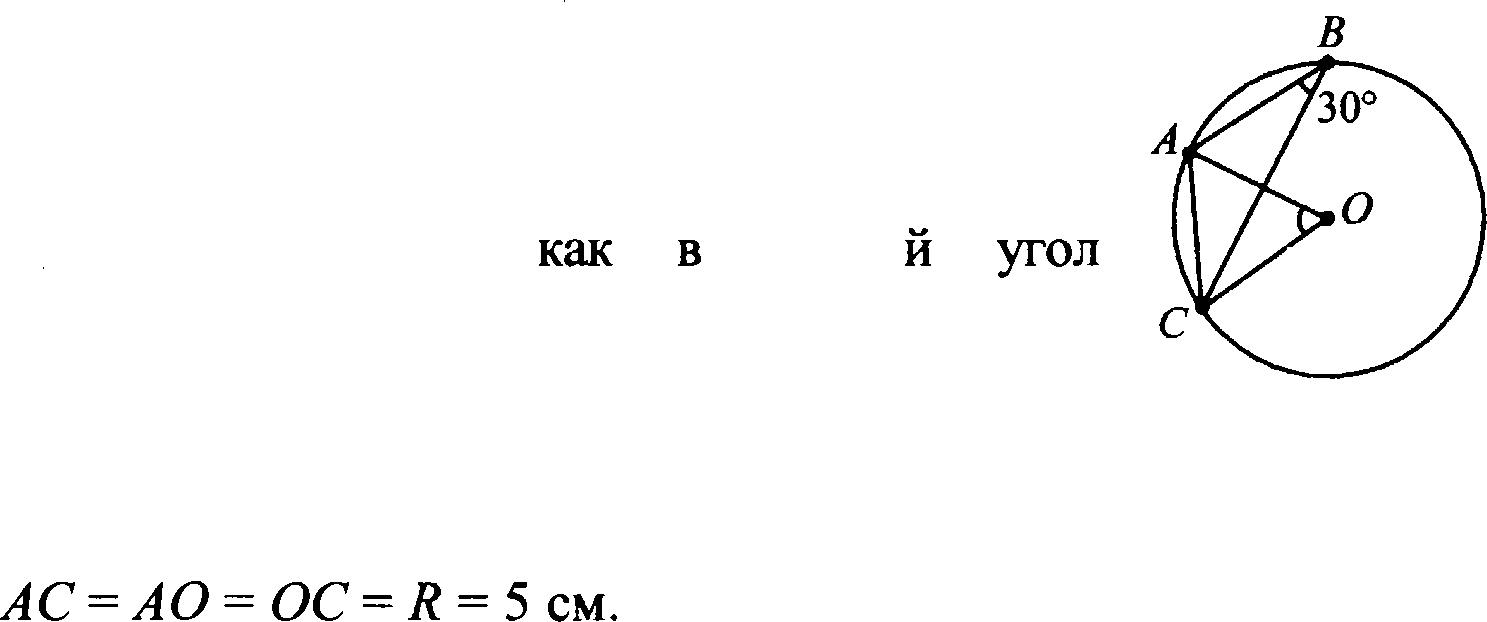 B
30°
A
O
как в й угол
C
AC = AO = OC = R = 5 см.